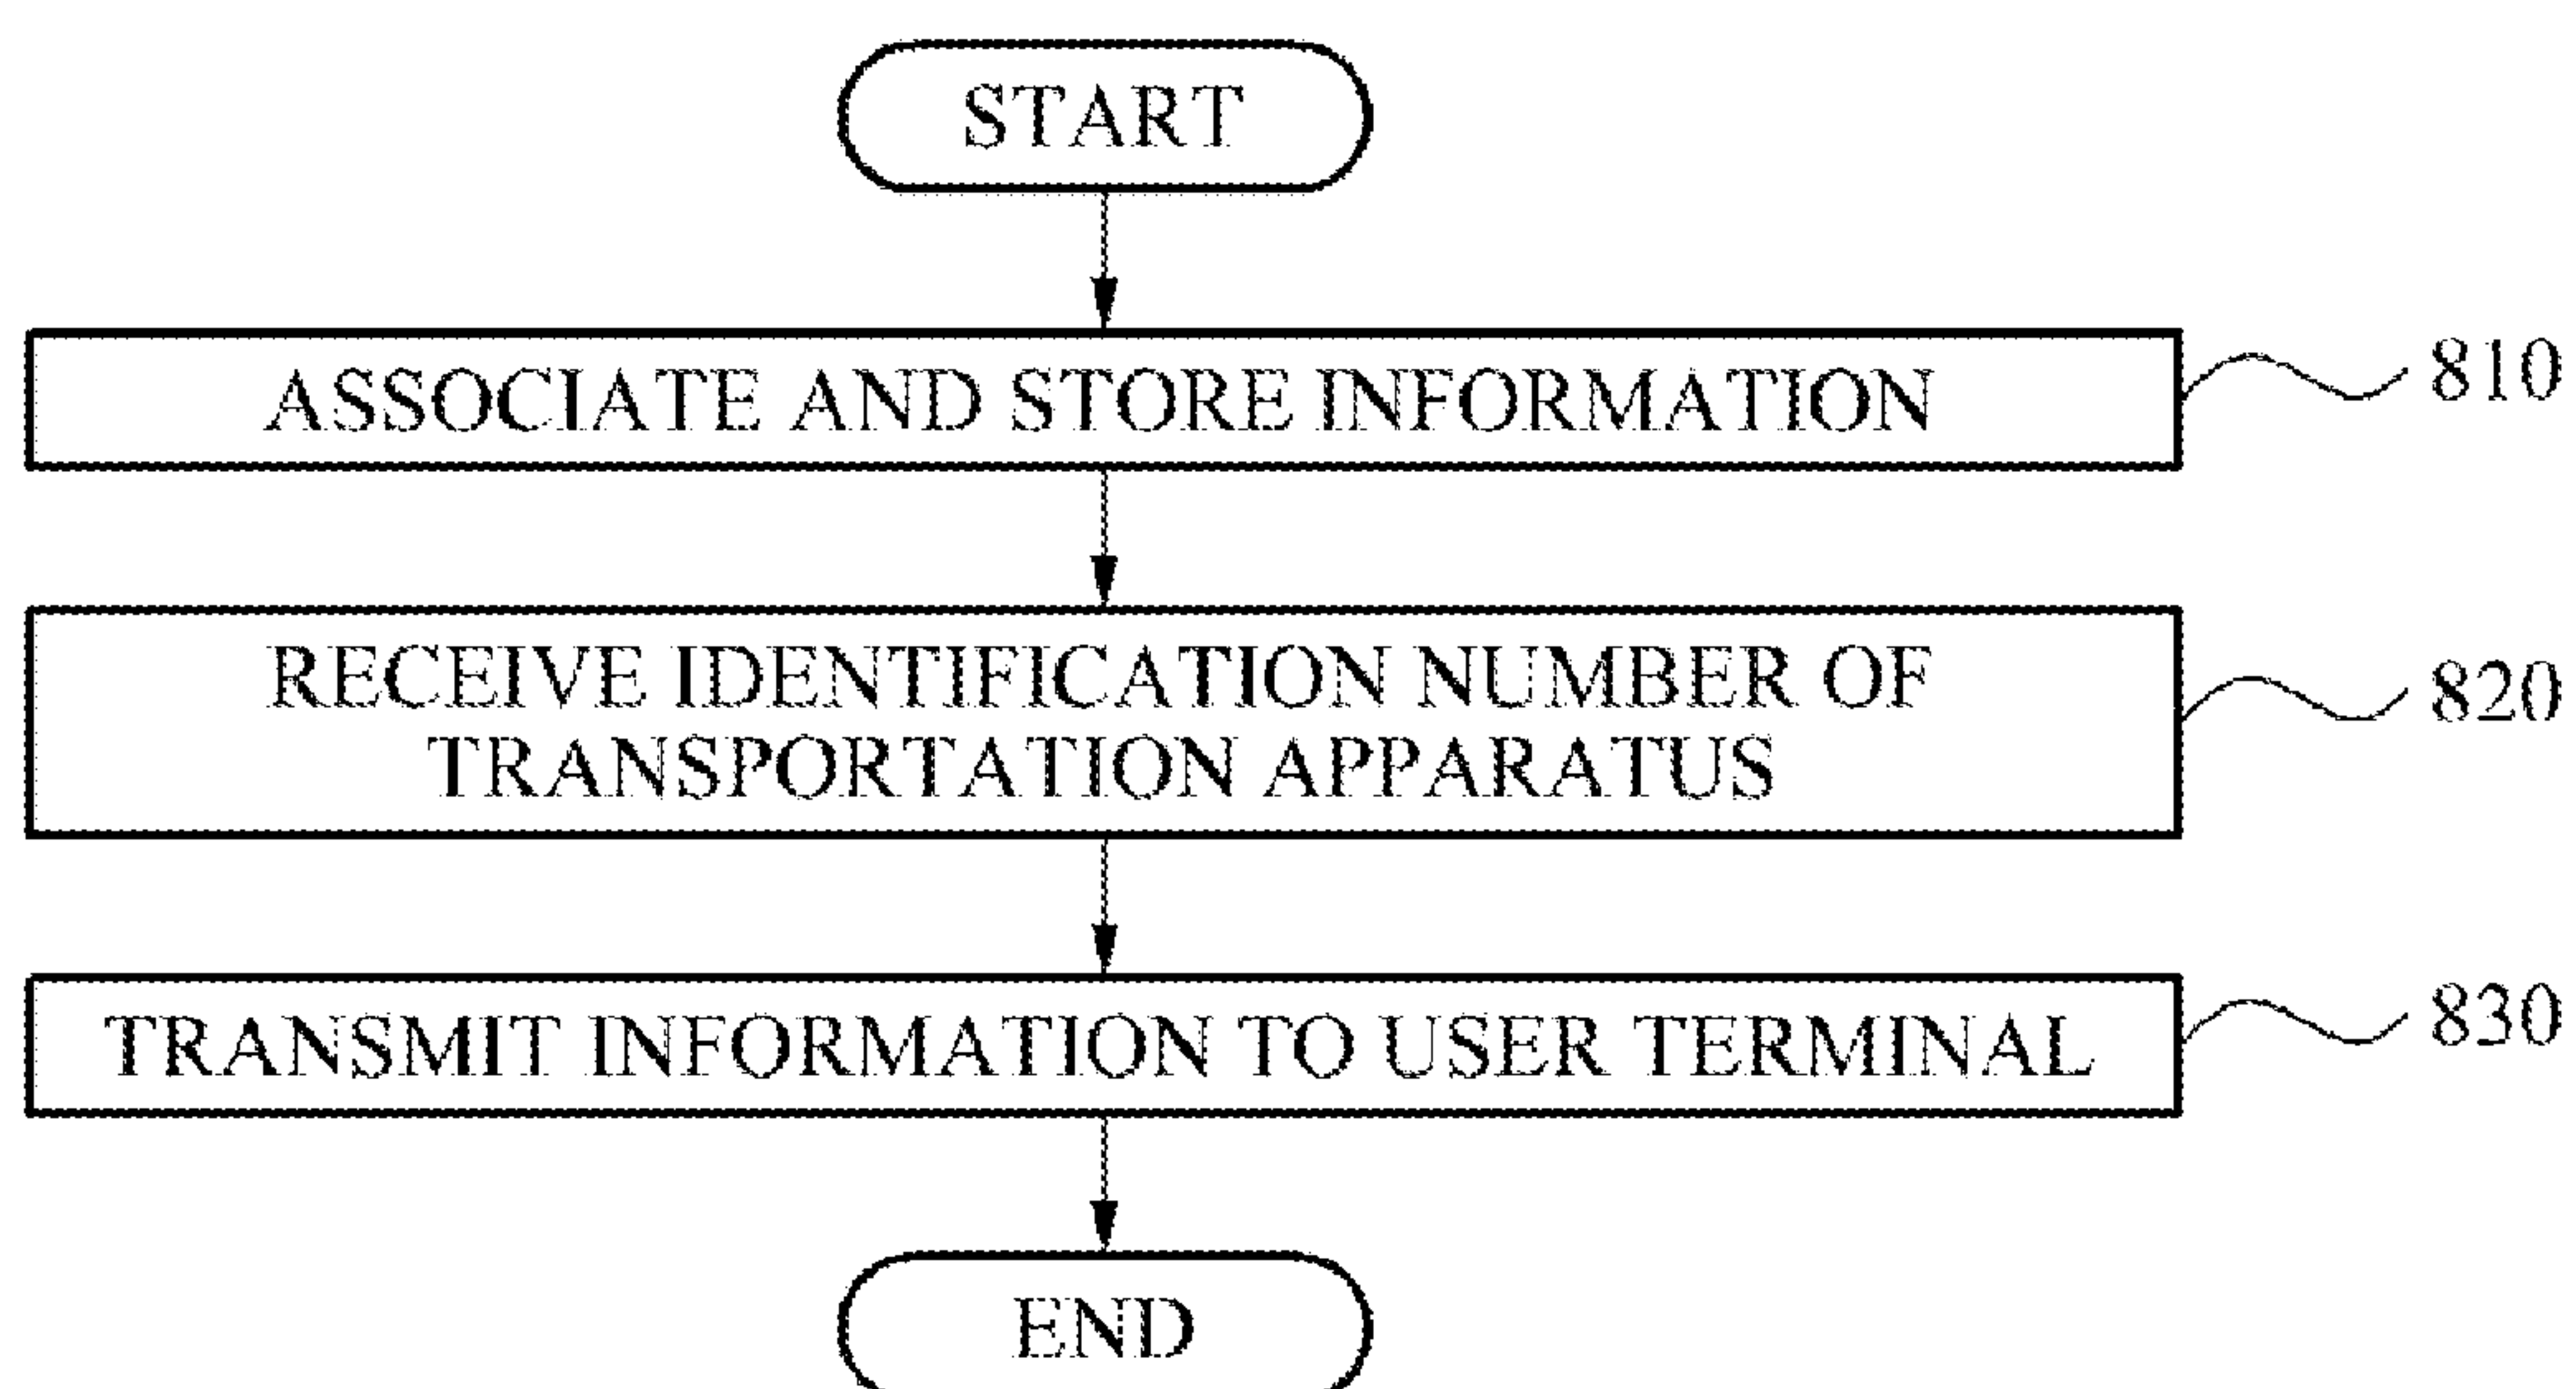 START
ASSOCIATE AND STORE INFORMATION
810
RECEIVE IDENTIFICATION NUMBER OF
TRANSPORTATION APPARATUS
820
TRANSMIT INFORMATION TO USER TERMINAL
830
END